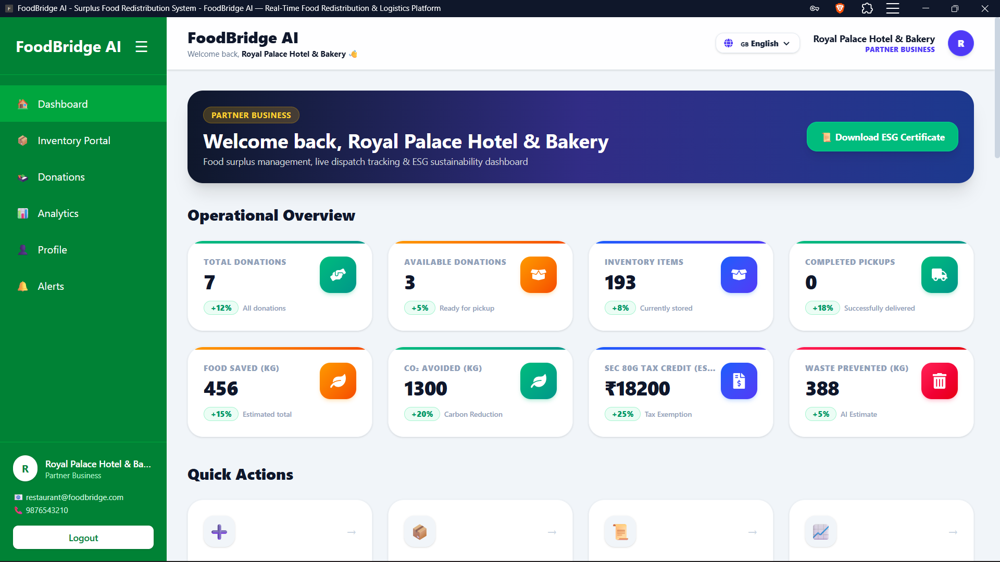 FoodBridge AI - Surplus Food Redistribution System - FoodBridge AI — Real-Time Food Redistribution & Logistics Platform
FoodBridge AI
Dashboard
Inventory Portal
Donations
Analytics
Profile
Alerts
R
Royal Palace Hotel & Ba...
Partner Business
restaurant@foodbridge.com
9876543210
Logout
FoodBridge AI
Welcome back, Royal Palace Hotel & Bakery 👋
GB English
Royal Palace Hotel & Bakery
PARTNER BUSINESS
R
PARTNER BUSINESS
Welcome back, Royal Palace Hotel & Bakery
Food surplus management, live dispatch tracking & ESG sustainability dashboard
Download ESG Certificate
Operational Overview
TOTAL DONATIONS
7
+12% All donations
AVAILABLE DONATIONS
3
+5% Ready for pickup
INVENTORY ITEMS
193
+8% Currently stored
COMPLETED PICKUPS
0
+18% Successfully delivered
FOOD SAVED (KG)
456
+15% Estimated total
CO₂ AVOIDED (KG)
1300
+20% Carbon Reduction
SEC 80G TAX CREDIT (ES...
₹18200
+25% Tax Exemption
WASTE PREVENTED (KG)
388
+5% AI Estimate
Quick Actions